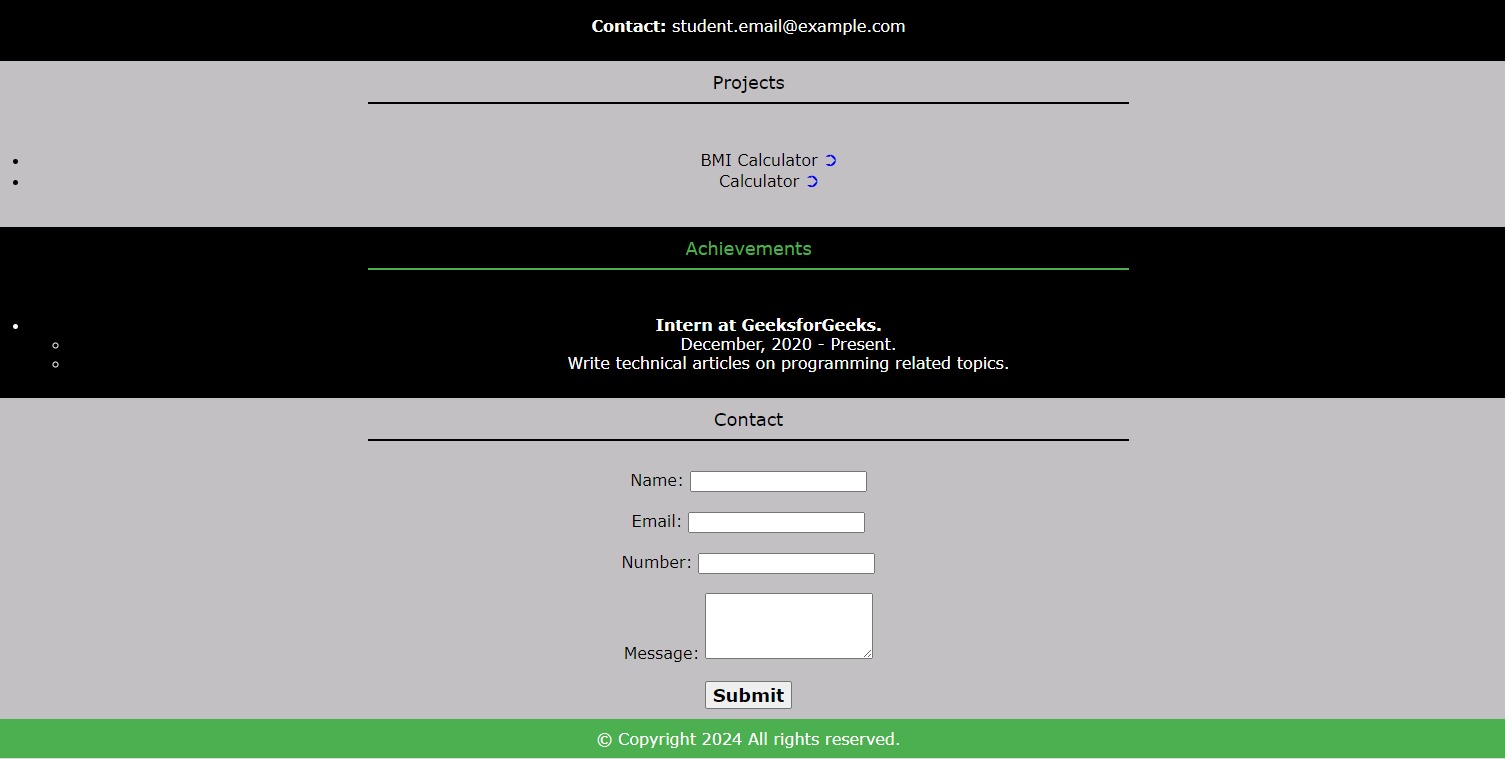 Contact: student.email@example.com
Projects
BMI Calculator ➲
Calculator ➲
Achievements
Intern at GeeksforGeeks.
December, 2020 - Present.
Write technical articles on programming related topics.
Contact
Name:
Email:
Number:
Message:
Submit
© Copyright 2024 All rights reserved.